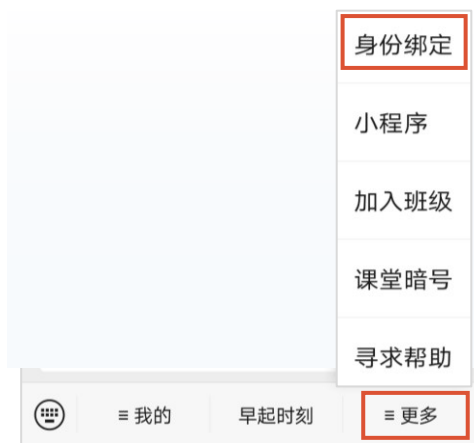 身份绑定
小程序
加入班级
课堂暗号
寻求帮助
≡ 我的 早起时刻 ≡ 更多